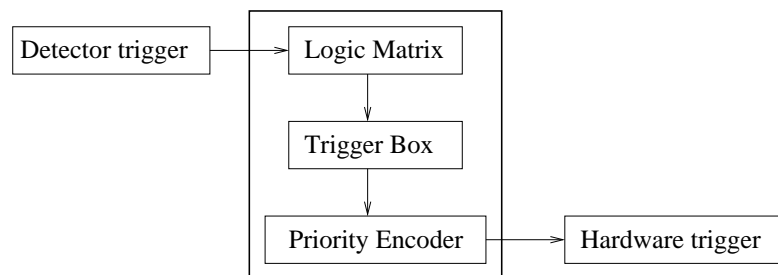 Detector trigger
Logic Matrix
Trigger Box
Priority Encoder
Hardware trigger